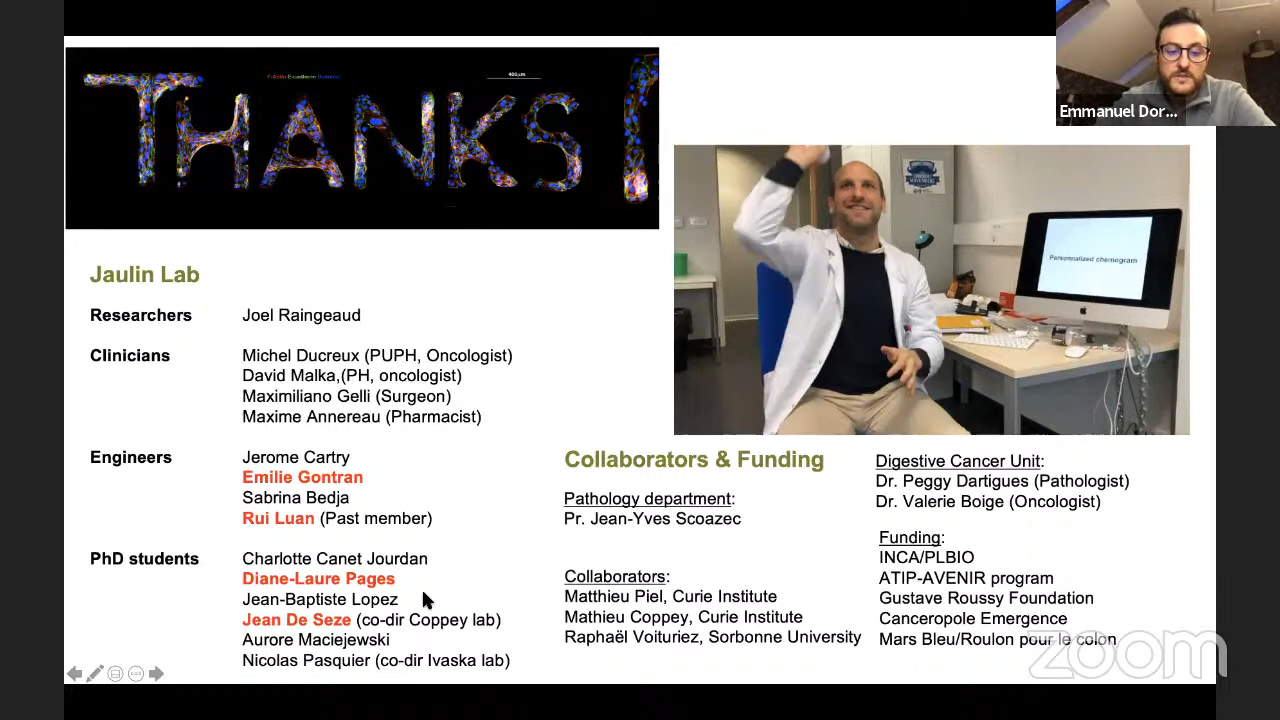 THANKS !
F-Actin E-cadherin
400µm
Emmanuel Dor...
Personnalized chemogram
Jaulin Lab
Researchers Joel Raingeaud
Clinicians Michel Ducreux (PUPH, Oncologist)
David Malka,(PH, oncologist)
Maximiliano Gelli (Surgeon)
Maxime Annereau (Pharmacist)
Engineers Jerome Cartry
Emilie Gontran
Sabrina Bedja
Rui Luan (Past member)
PhD students Charlotte Canet Jourdan
Diane-Laure Pages
Jean-Baptiste Lopez
Jean De Seze (co-dir Coppey lab)
Aurore Maciejewski
Nicolas Pasquier (co-dir Ivaska lab)
Collaborators & Funding
Pathology department:
Pr. Jean-Yves Scoazec
Collaborators:
Matthieu Piel, Curie Institute
Mathieu Coppey, Curie Institute
Raphaël Voituriez, Sorbonne University
Digestive Cancer Unit:
Dr. Peggy Dartigues (Pathologist)
Dr. Valerie Boige (Oncologist)
Funding:
INCA/PLBIO
ATIP-AVENIR program
Gustave Roussy Foundation
Canceropole Emergence
Mars Bleu/Roulon pour le colon
zoom